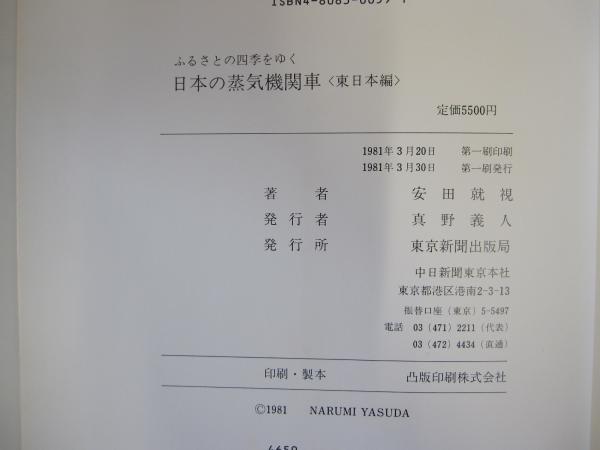 ふるさとの四季をゆく
日本の蒸気機関車〈東日本編〉
定価5500円
1981年3月20日 第一刷印刷
1981年3月30日 第一刷発行
著者 安田就視
発行者 真野義人
発行所 東京新聞出版局
中日新聞東京本社
東京都港区港南2-3-13
振替口座(東京)5-5497
電話 03(471)2211(代表)
03(472)4434(直通)
印刷・製本 凸版印刷株式会社
©1981 NARUMI YASUDA